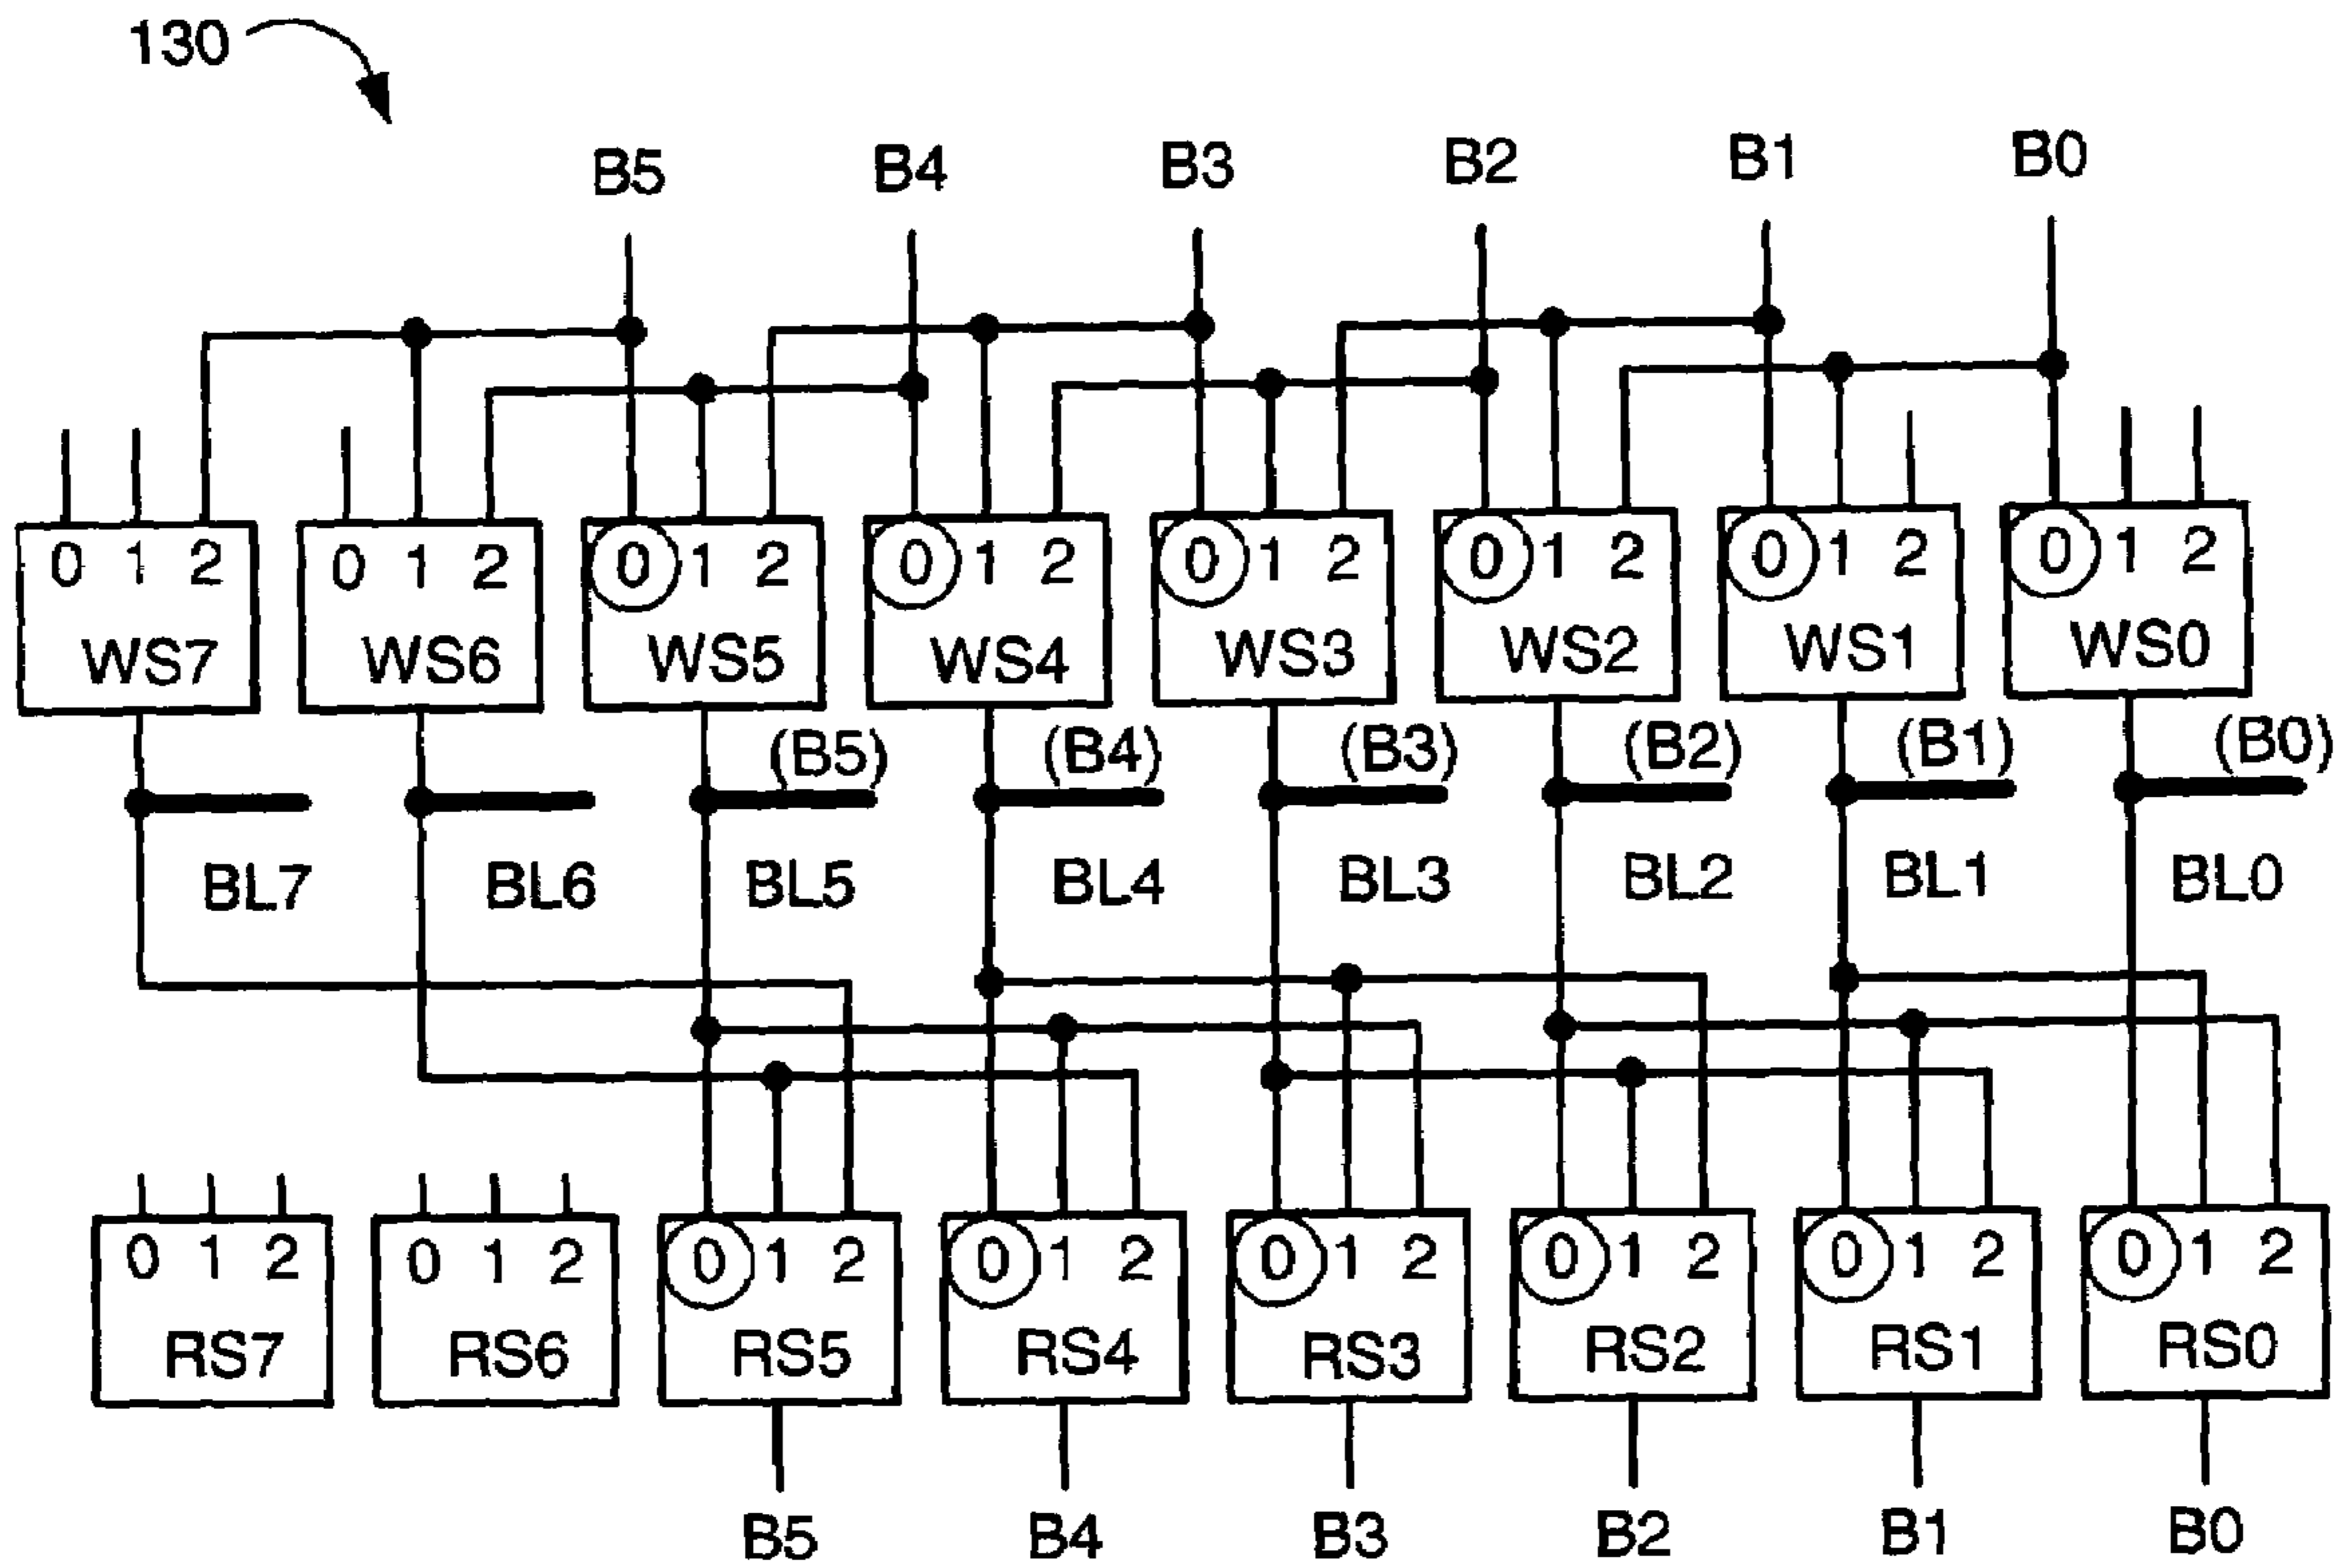 130
B5 B4 B3 B2 B1 B0
0 1 2 0 1 2 0 1 2 0 1 2 0 1 2 0 1 2 0 1 2 0 1 2
WS7 WS6 WS5 WS4 WS3 WS2 WS1 WS0
(B5) (B4) (B3) (B2) (B1) (B0)
BL7 BL6 BL5 BL4 BL3 BL2 BL1 BL0
0 1 2 0 1 2 0 1 2 0 1 2 0 1 2 0 1 2 0 1 2 0 1 2
RS7 RS6 RS5 RS4 RS3 RS2 RS1 RS0
B5 B4 B3 B2 B1 B0